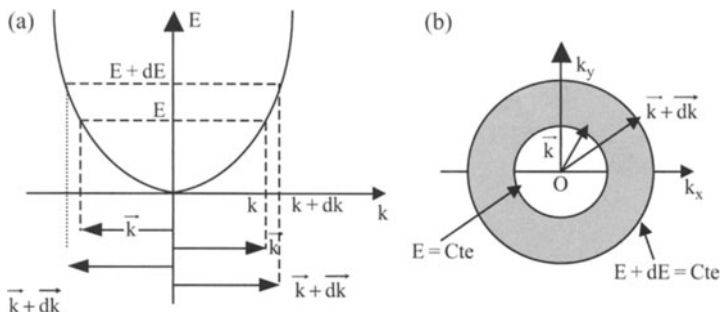 (a)
E
E + dE
E
k
k + dk
k
k
k
k + dk
k + dk
(b)
k_y
k + dk
k
O
k_x
E = Cte
E + dE = Cte